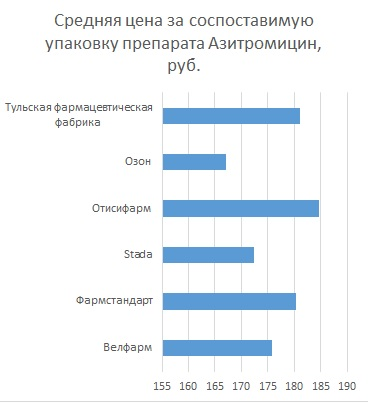 Средняя цена за соспоставимую
упаковку препарата Азитромицин,
руб.
Тульская фармацевтическая
фабрика
Озон
Отисифарм
Stada
Фармстандарт
Велфарм
155 160 165 170 175 180 185 190